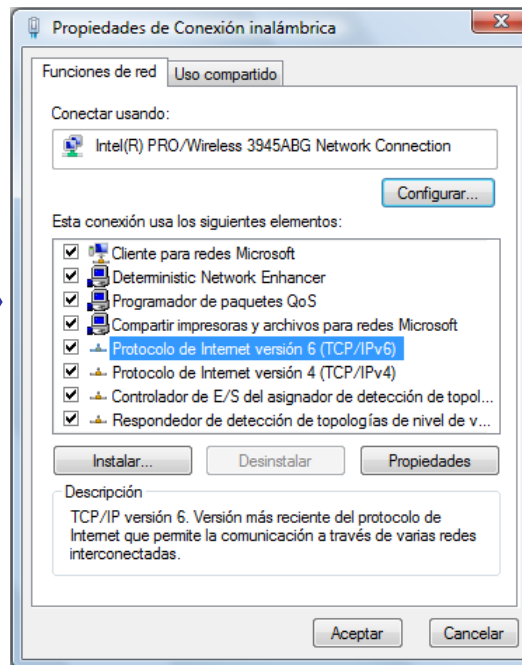 Propiedades de Conexión inalámbrica
Funciones de red
Uso compartido
Conectar usando:
Intel(R) PRO/Wireless 3945ABG Network Connection
Configurar...
Esta conexión usa los siguientes elementos:
Cliente para redes Microsoft
Deterministic Network Enhancer
Programador de paquetes QoS
Compartir impresoras y archivos para redes Microsoft
Protocolo de Internet versión 6 (TCP/IPv6)
Protocolo de Internet versión 4 (TCP/IPv4)
Controlador de E/S del asignador de detección de topol...
Respondedor de detección de topologías de nivel de v...
Instalar...
Desinstalar
Propiedades
Descripción
TCP/IP versión 6. Versión más reciente del protocolo de
Internet que permite la comunicación a través de varias redes
interconectadas.
Aceptar
Cancelar